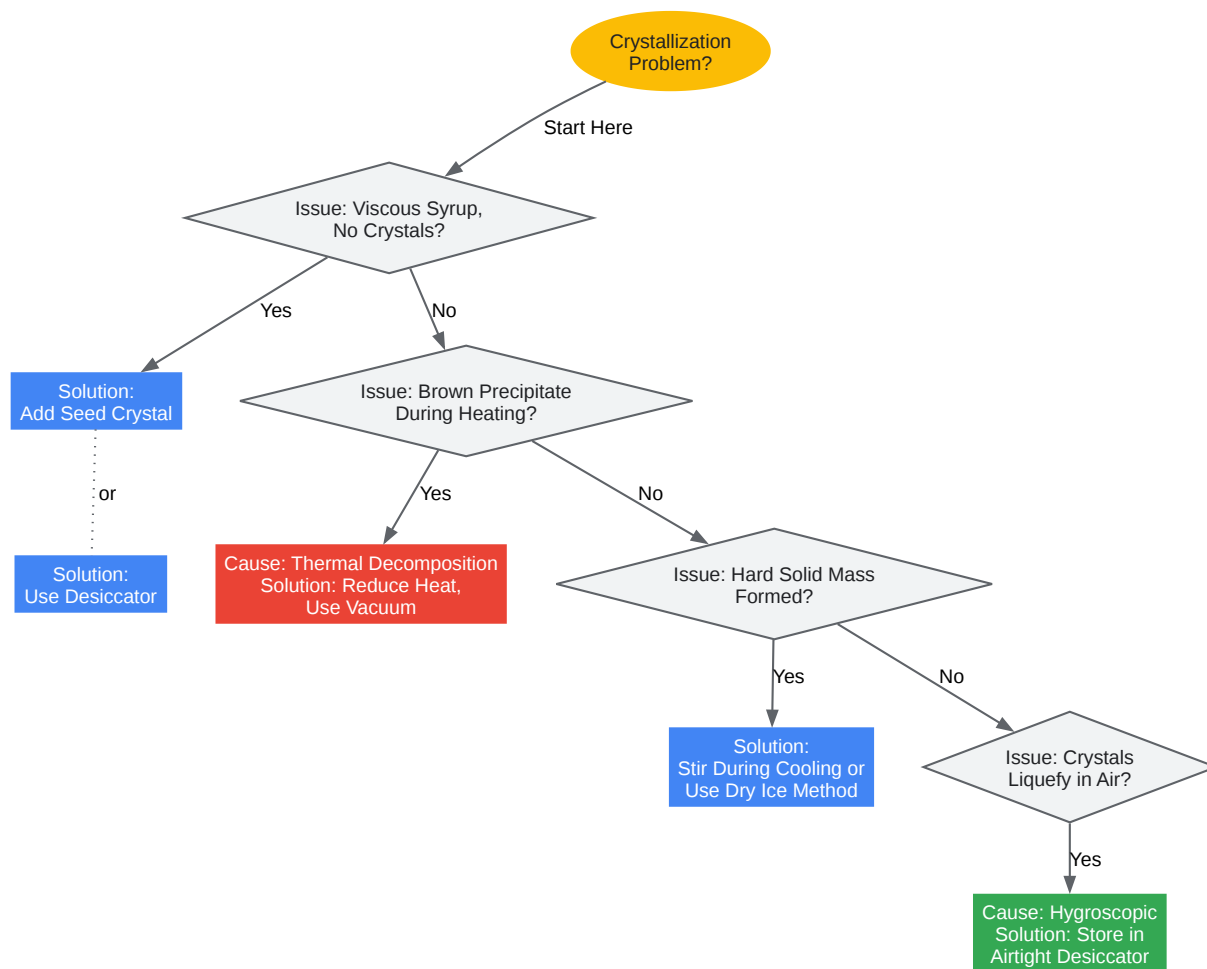 Crystallization
Problem?
Start Here
Issue: Viscous Syrup,
No Crystals?
Yes
No
Solution:
Add Seed Crystal
Issue: Brown Precipitate
During Heating?
or
Yes
No
Solution:
Use Desiccator
Cause: Thermal Decomposition
Solution: Reduce Heat,
Use Vacuum
Issue: Hard Solid Mass
Formed?
Yes
No
Solution:
Stir During Cooling or
Use Dry Ice Method
Issue: Crystals
Liquefy in Air?
Yes
Cause: Hygroscopic
Solution: Store in
Airtight Desiccator